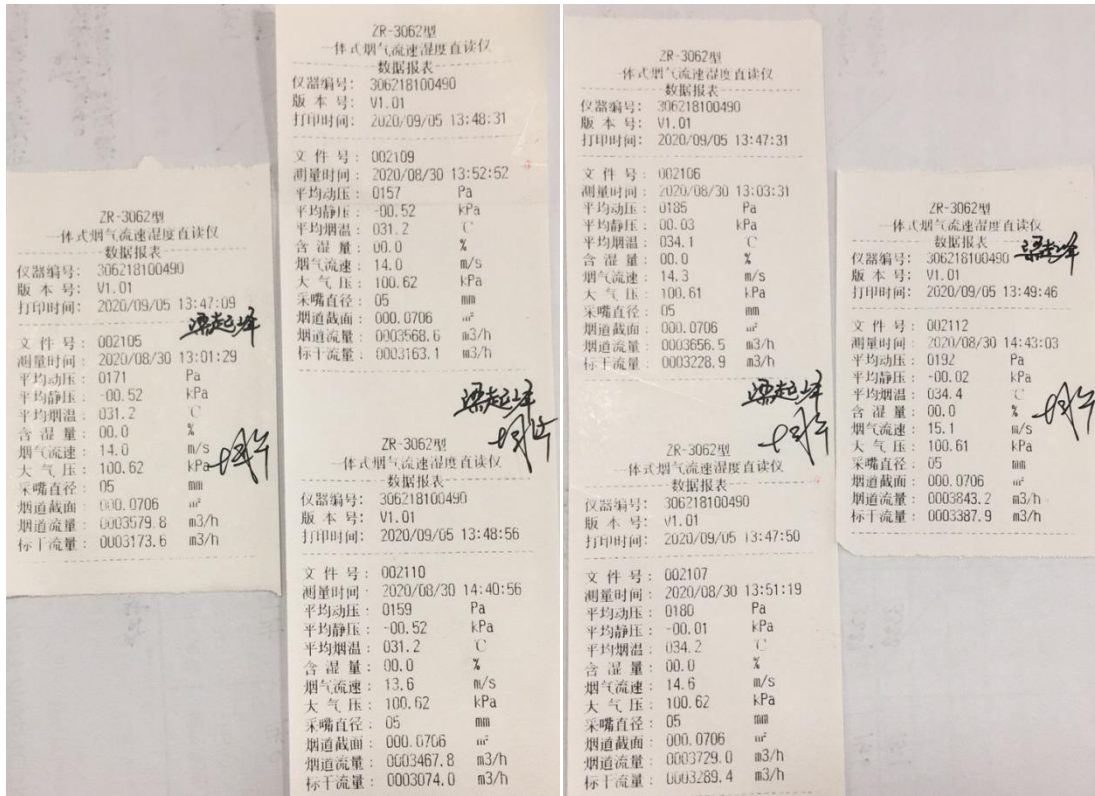 ZR-3062型
一体式烟气流速湿度直读仪
数据报表
仪器编号: 306218100490
版 本 号: V1.01
打印时间: 2020/09/05 13:47:09
梁起峰
文 件 号: 002105
测量时间: 2020/08/30 13:01:29
平均动压: 0171 Pa
平均静压: -00.52 kPa
平均烟温: 031.2 ℃
含 湿 量: 00.0 %
烟气流速: 14.0 m/s
大 气 压: 100.62 kPa
采嘴直径: 05 mm
烟道截面: 000.0706 m²
烟道流量: 0003579.8 m3/h
标干流量: 0003173.6 m3/h
ZR-3062型
一体式烟气流速湿度直读仪
数据报表
仪器编号: 306218100490
版 本 号: V1.01
打印时间: 2020/09/05 13:48:31
文 件 号: 002109
测量时间: 2020/08/30 13:52:52
平均动压: 0157 Pa
平均静压: -00.52 kPa
平均烟温: 031.2 ℃
含 湿 量: 00.0 %
烟气流速: 14.0 m/s
大 气 压: 100.62 kPa
采嘴直径: 05 mm
烟道截面: 000.0706 m²
烟道流量: 0003568.6 m3/h
标干流量: 0003163.1 m3/h
梁起峰
ZR-3062型
一体式烟气流速湿度直读仪
数据报表
仪器编号: 306218100490
版 本 号: V1.01
打印时间: 2020/09/05 13:48:56
文 件 号: 002110
测量时间: 2020/08/30 14:40:56
平均动压: 0159 Pa
平均静压: -00.52 kPa
平均烟温: 031.2 ℃
含 湿 量: 00.0 %
烟气流速: 13.6 m/s
大 气 压: 100.62 kPa
采嘴直径: 05 mm
烟道截面: 000.0706 m²
烟道流量: 0003467.8 m3/h
标干流量: 0003074.0 m3/h
ZR-3062型
一体式烟气流速湿度直读仪
数据报表
仪器编号: 306218100490
版 本 号: V1.01
打印时间: 2020/09/05 13:47:31
文 件 号: 002106
测量时间: 2020/08/30 13:03:31
平均动压: 0185 Pa
平均静压: 00.03 kPa
平均烟温: 034.1 ℃
含 湿 量: 00.0 %
烟气流速: 14.3 m/s
大 气 压: 100.61 kPa
采嘴直径: 05 mm
烟道截面: 000.0706 m²
烟道流量: 0003656.5 m3/h
标干流量: 0003228.9 m3/h
梁起峰
ZR-3062型
一体式烟气流速湿度直读仪
数据报表
仪器编号: 306218100490
版 本 号: V1.01
打印时间: 2020/09/05 13:47:50
文 件 号: 002107
测量时间: 2020/08/30 13:51:19
平均动压: 0180 Pa
平均静压: -00.01 kPa
平均烟温: 034.2 ℃
含 湿 量: 00.0 %
烟气流速: 14.6 m/s
大 气 压: 100.62 kPa
采嘴直径: 05 mm
烟道截面: 000.0706 m²
烟道流量: 0003729.0 m3/h
标干流量: 0003289.4 m3/h
ZR-3062型
一体式烟气流速湿度直读仪
数据报表
仪器编号: 306218100490 梁起峰
版 本 号: V1.01
打印时间: 2020/09/05 13:49:46
文 件 号: 002112
测量时间: 2020/08/30 14:43:03
平均动压: 0192 Pa
平均静压: -00.02 kPa
平均烟温: 034.4 ℃
含 湿 量: 00.0 %
烟气流速: 15.1 m/s
大 气 压: 100.61 kPa
采嘴直径: 05 mm
烟道截面: 000.0706 m²
烟道流量: 0003843.2 m3/h
标干流量: 0003387.9 m3/h